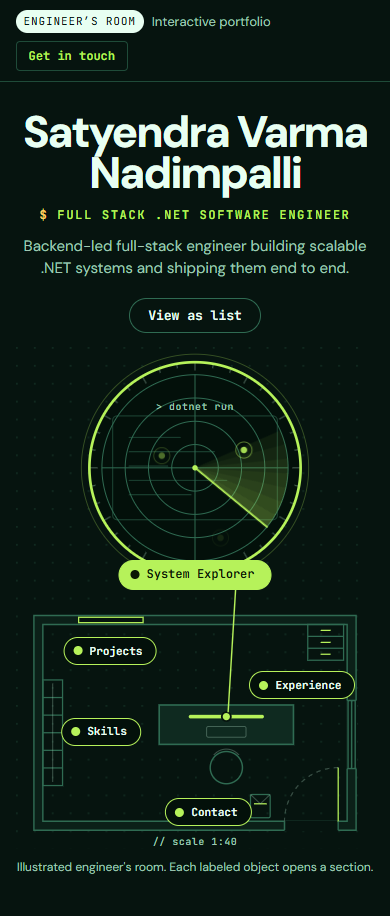 ENGINEER’S ROOM Interactive portfolio
Get in touch
Satyendra Varma
Nadimpalli
$ FULL STACK .NET SOFTWARE ENGINEER
Backend-led full-stack engineer building scalable
.NET systems and shipping them end to end.
View as list
> dotnet run
System Explorer
Projects
Experience
Skills
Contact
// scale 1:40
Illustrated engineer's room. Each labeled object opens a section.